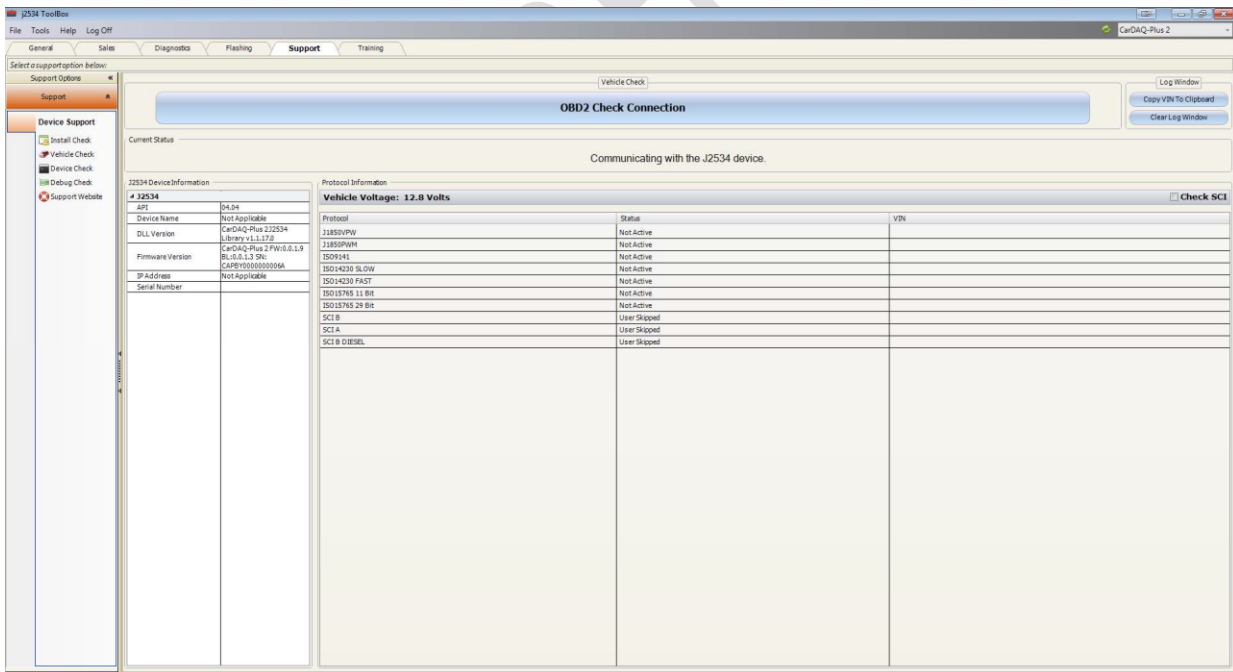 j2534 ToolBox
File Tools Help Log Off
CarDAQ-Plus 2
General Sales Diagnostics Flashing Support Training
Select a support option below:
Support Options
Support
Device Support
Install Check
Vehicle Check
Device Check
Debug Check
Support Website
Vehicle Check
OBD2 Check Connection
Log Window
Copy VIN To Clipboard
Clear Log Window
Current Status
Communicating with the J2534 device.
J2534 Device Information
J2534
API 04.04
Device Name Not Applicable
DLL Version CarDAQ-Plus 2 J2534
Library v1.1.17.0
Firmware Version CarDAQ-Plus 2 FW:0.0.1.9
BL:0.0.1.3 SN:
CAPBY0000000006A
IP Address Not Applicable
Serial Number
Protocol Information
Vehicle Voltage: 12.8 Volts Check SCI
Protocol Status VIN
J1850VPW Not Active
J1850PWM Not Active
ISO9141 Not Active
ISO14230 SLOW Not Active
ISO14230 FAST Not Active
ISO15765 11 Bit Not Active
ISO15765 29 Bit Not Active
SCI B User Skipped
SCI A User Skipped
SCI B DIESEL User Skipped